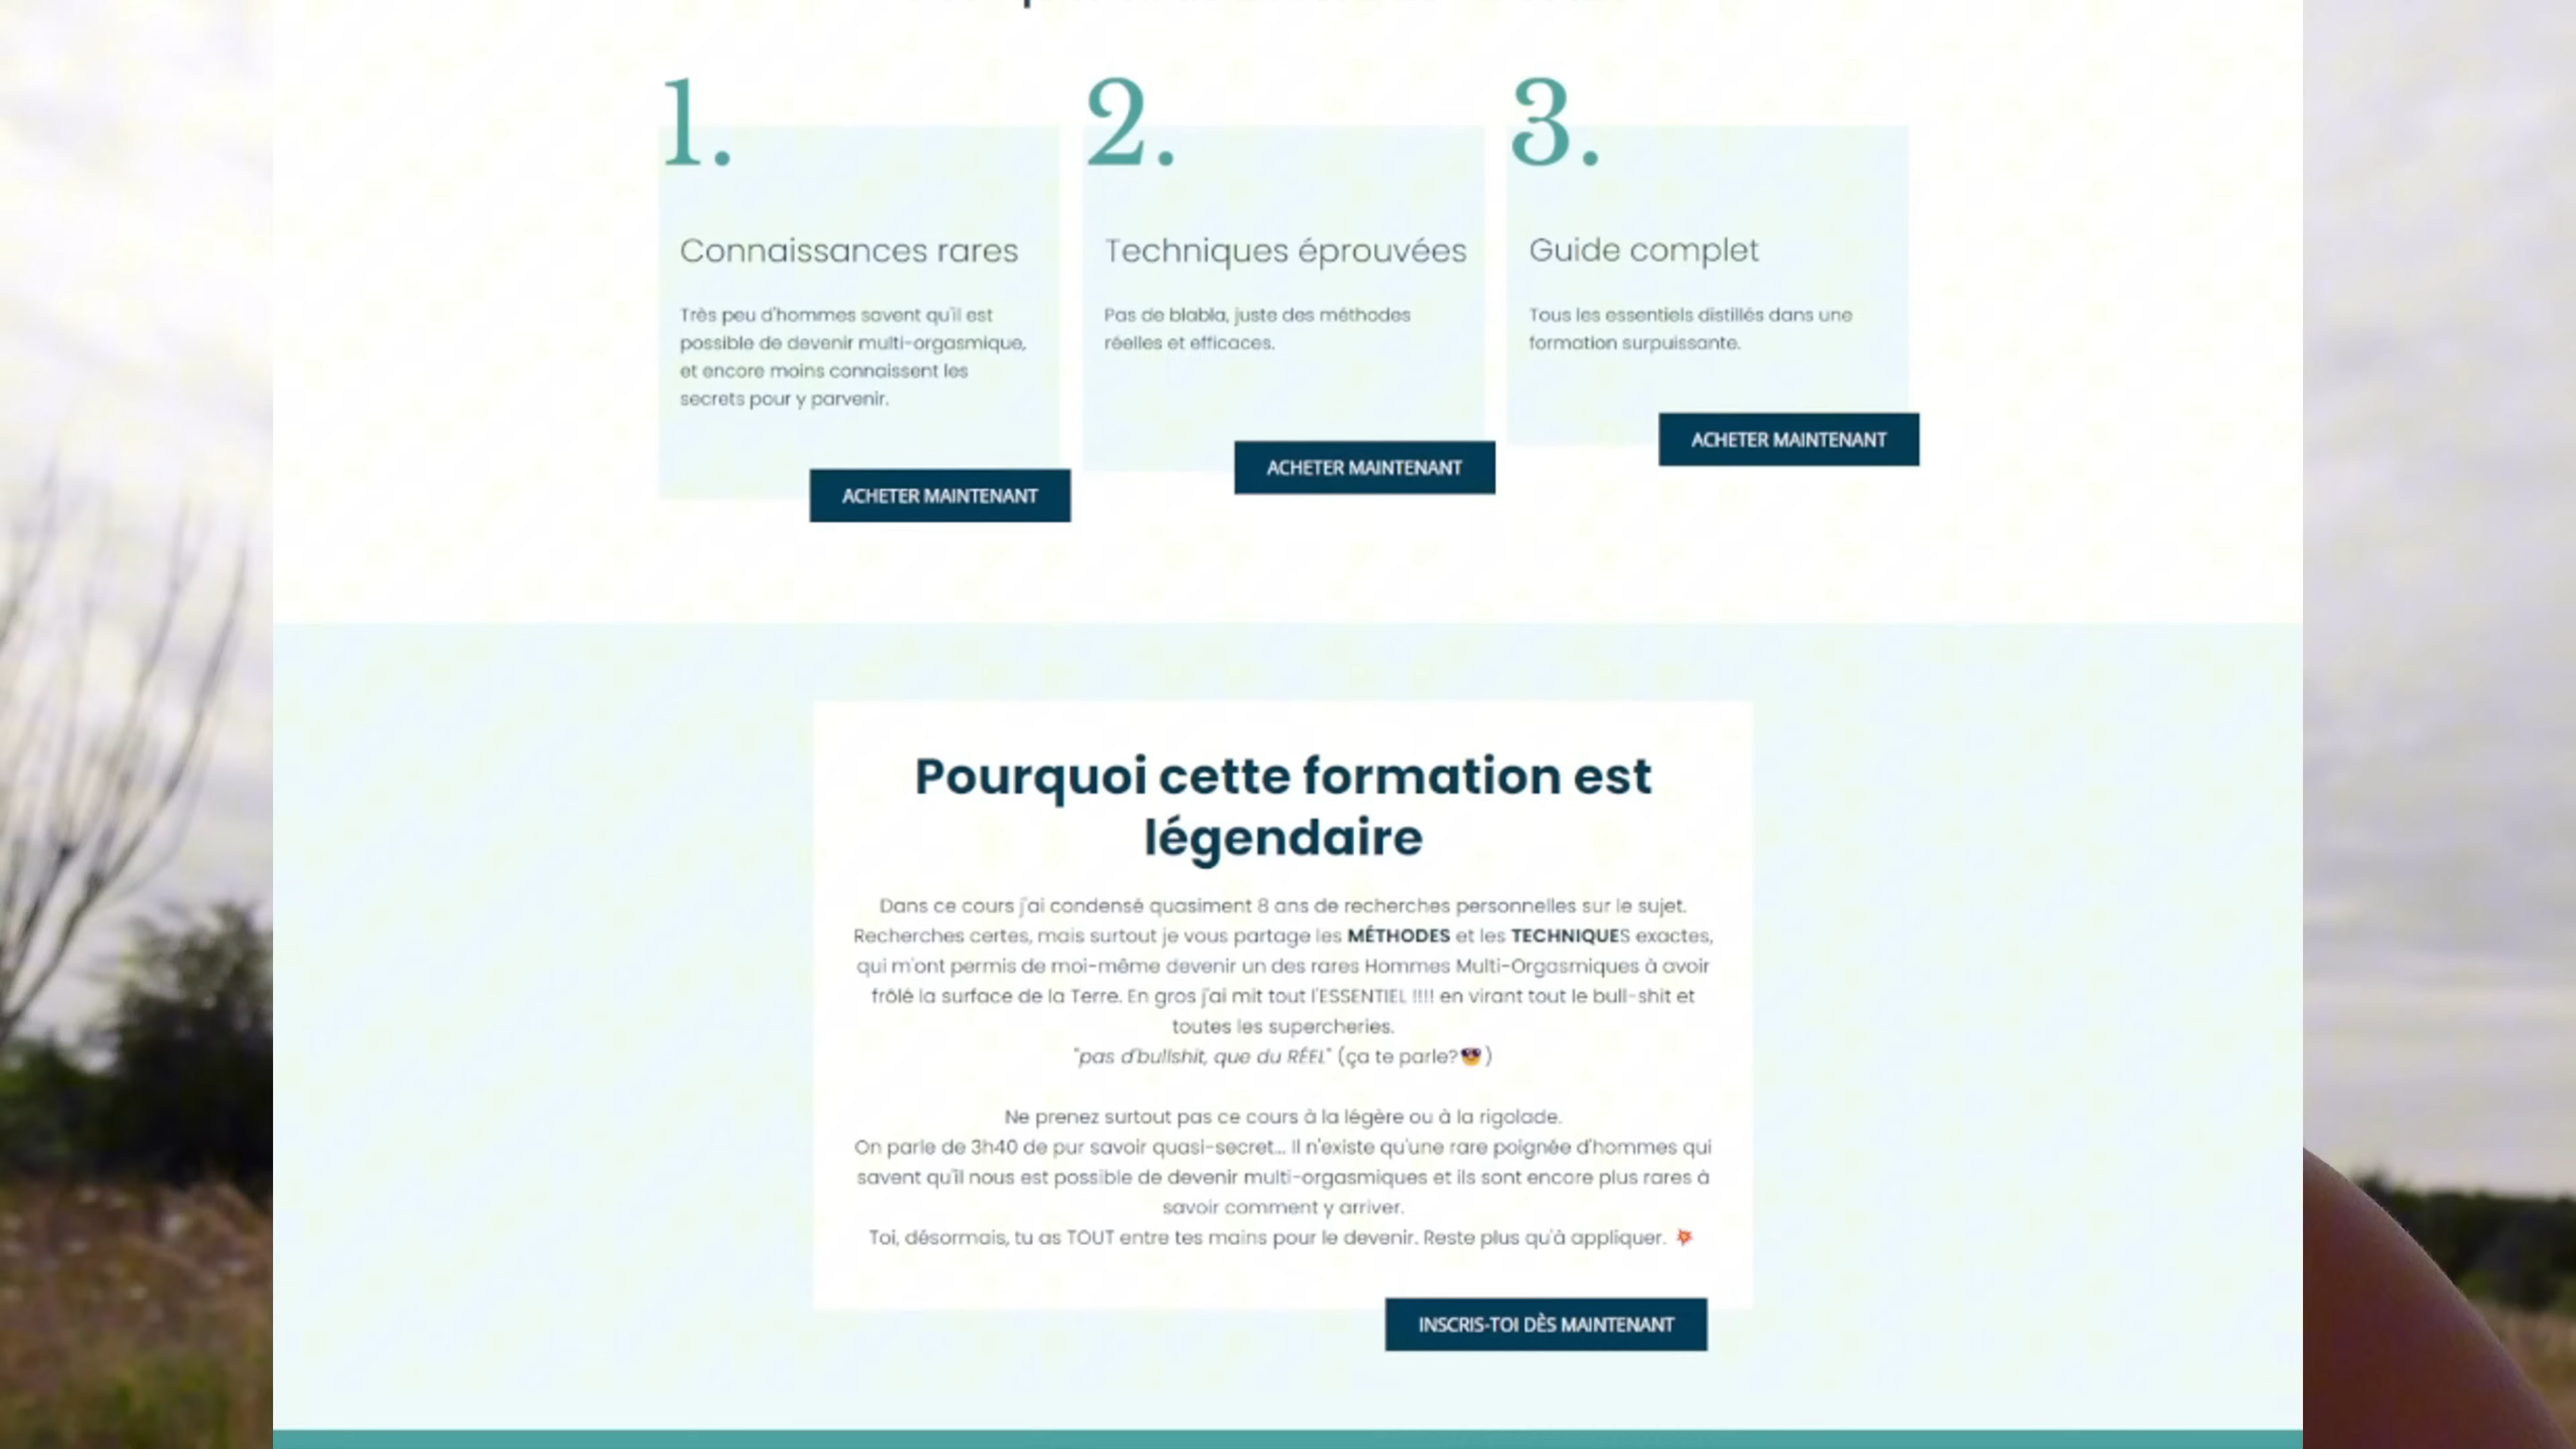 1.
Connaissances rares
Très peu d'hommes savent qu'il est
possible de devenir multi-orgasmique,
et encore moins connaissent les
secrets pour y parvenir.
ACHETER MAINTENANT
2.
Techniques éprouvées
Pas de blabla, juste des méthodes
réelles et efficaces.
ACHETER MAINTENANT
3.
Guide complet
Tous les essentiels distillés dans une
formation surpuissante.
ACHETER MAINTENANT
Pourquoi cette formation est
légendaire
Dans ce cours j'ai condensé quasiment 8 ans de recherches personnelles sur le sujet.
Recherches certes, mais surtout je vous partage les MÉTHODES et les TECHNIQUES exactes,
qui m'ont permis de moi-même devenir un des rares Hommes Multi-Orgasmiques à avoir
frôlé la surface de la Terre. En gros j'ai mit tout l'ESSENTIEL !!!! en virant tout le bull-shit et
toutes les supercheries.
"pas d'bullshit, que du RÉEL" (ça te parle?😎)
Ne prenez surtout pas ce cours à la légère ou à la rigolade.
On parle de 3h40 de pur savoir quasi-secret... Il n'existe qu'une rare poignée d'hommes qui
savent qu'il nous est possible de devenir multi-orgasmiques et ils sont encore plus rares à
savoir comment y arriver.
Toi, désormais, tu as TOUT entre tes mains pour le devenir. Reste plus qu'à appliquer. 💥
INSCRIS-TOI DÈS MAINTENANT